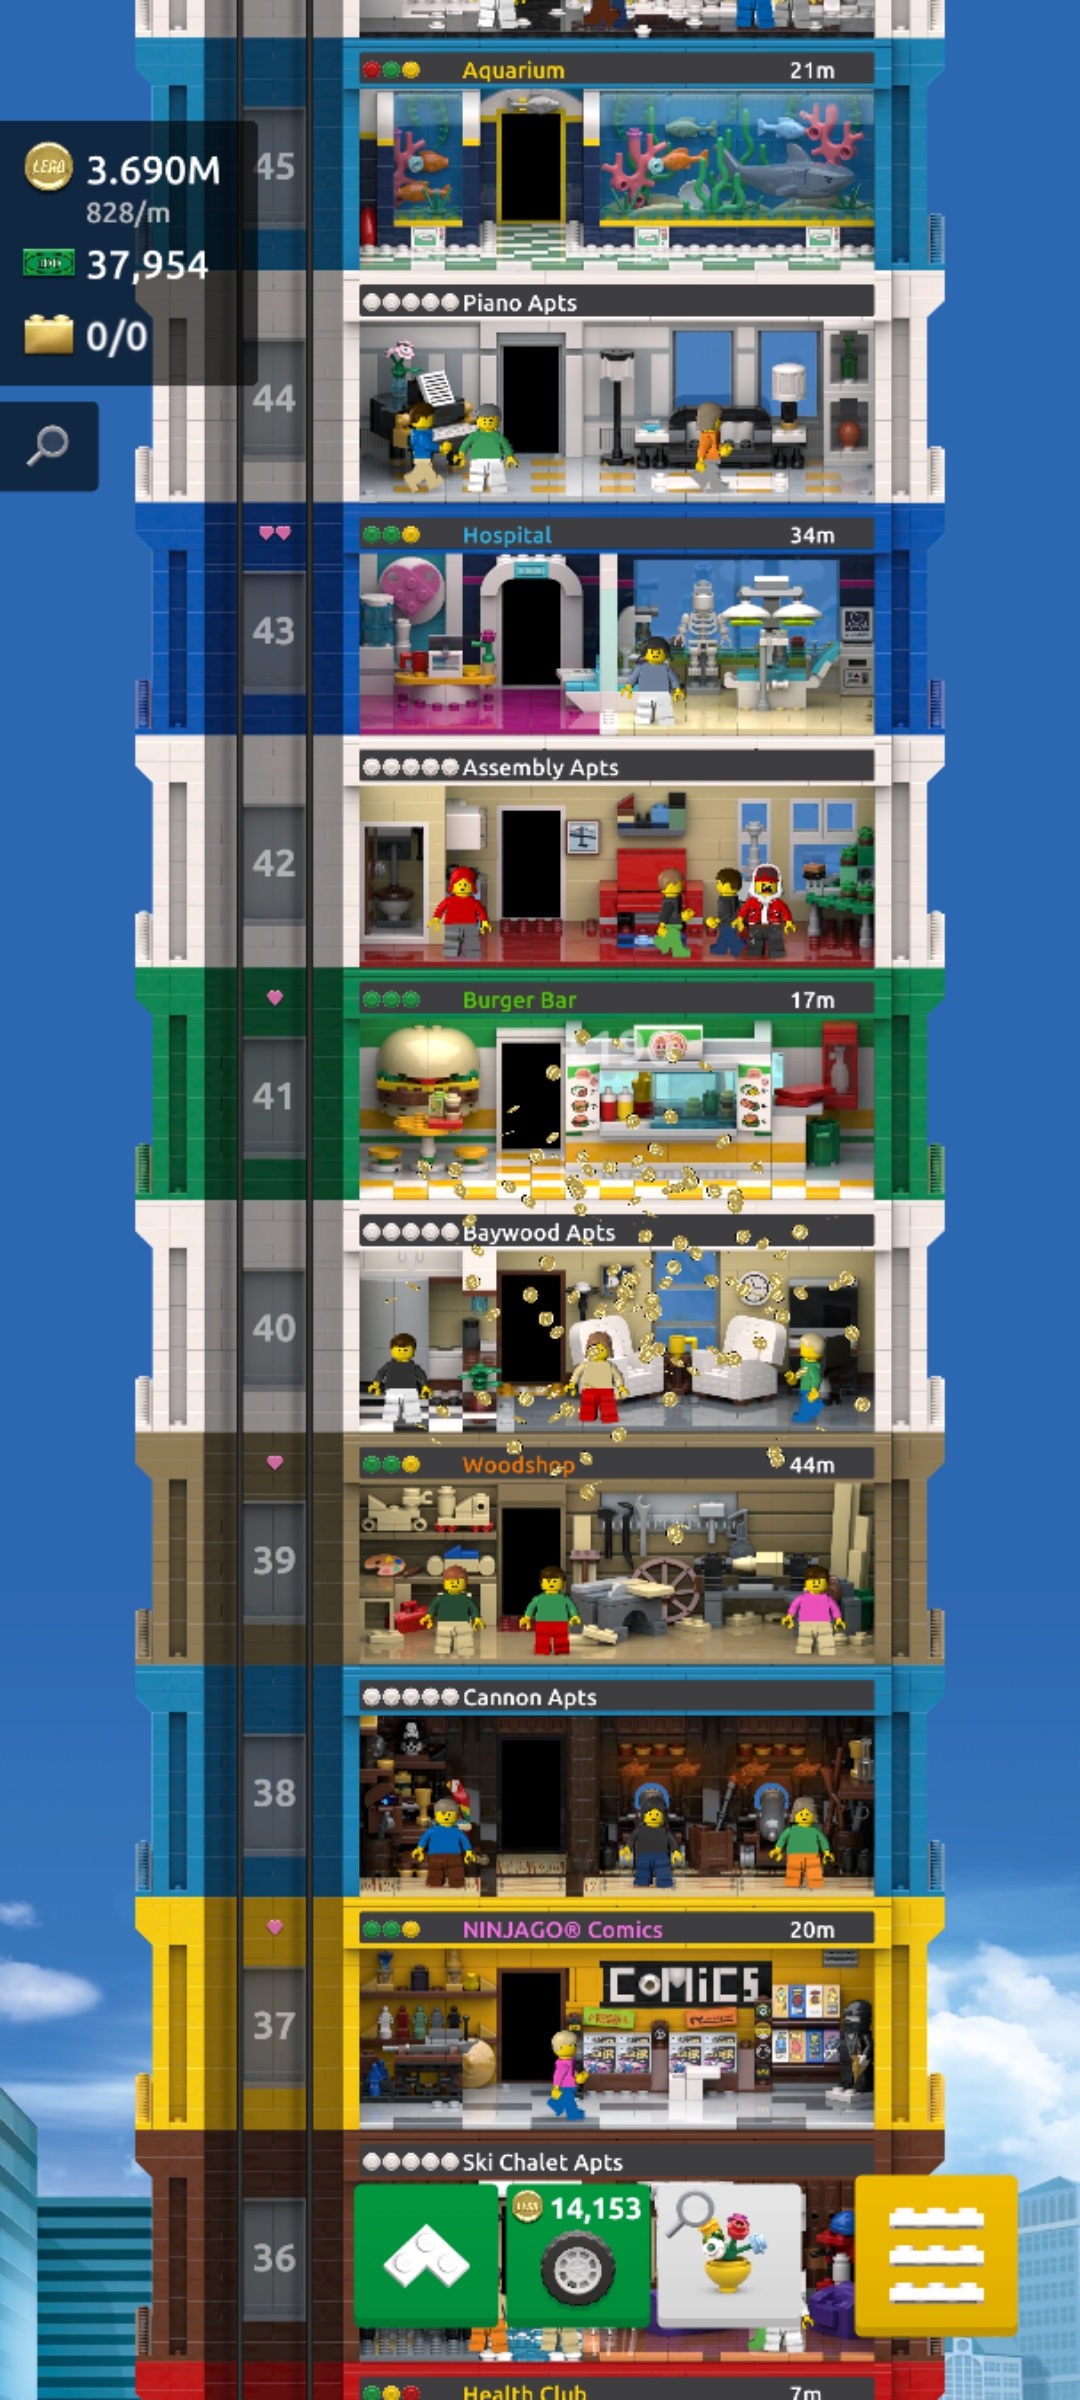 Aquarium 21m
45
3.690M
828/m
37,954
0/0
Piano Apts
44
Hospital 34m
43
Assembly Apts
42
Burger Bar 17m
41
Baywood Apts
40
Woodshop 44m
39
Cannon Apts
38
NINJAGO® Comics 20m
COMICS
37
Ski Chalet Apts
14,153
36
Health Club 7m